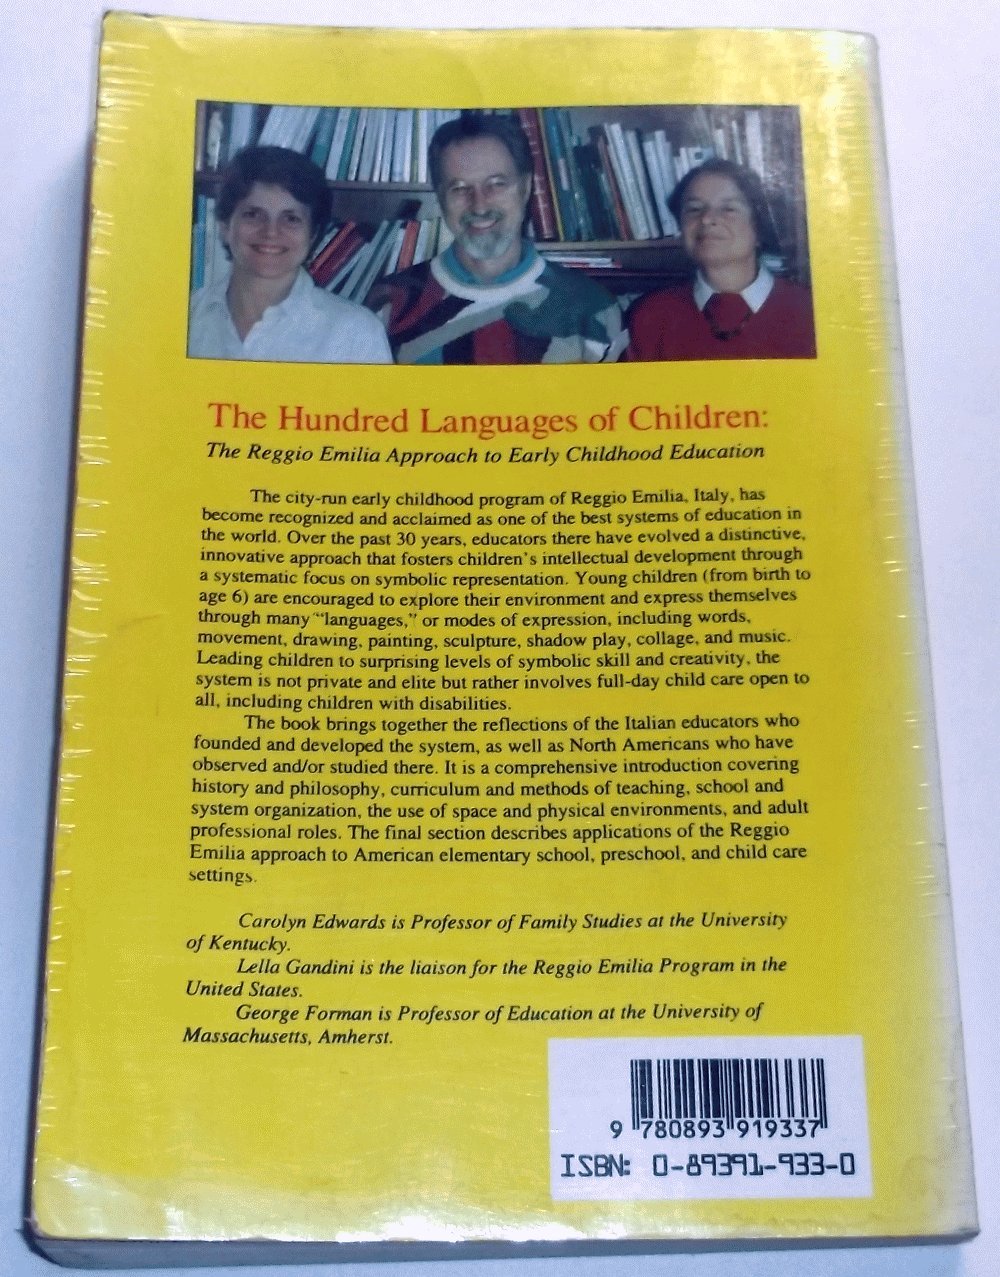 The Hundred Languages of Children:
The Reggio Emilia Approach to Early Childhood Education
The city-run early childhood program of Reggio Emilia, Italy, has
become recognized and acclaimed as one of the best systems of education in
the world. Over the past 30 years, educators there have evolved a distinctive,
innovative approach that fosters children's intellectual development through
a systematic focus on symbolic representation. Young children (from birth to
age 6) are encouraged to explore their environment and express themselves
through many "languages," or modes of expression, including words,
movement, drawing, painting, sculpture, shadow play, collage, and music.
Leading children to surprising levels of symbolic skill and creativity, the
system is not private and elite but rather involves full-day child care open to
all, including children with disabilities.
The book brings together the reflections of the Italian educators who
founded and developed the system, as well as North Americans who have
observed and/or studied there. It is a comprehensive introduction covering
history and philosophy, curriculum and methods of teaching, school and
system organization, the use of space and physical environments, and adult
professional roles. The final section describes applications of the Reggio
Emilia approach to American elementary school, preschool, and child care
settings.
Carolyn Edwards is Professor of Family Studies at the University
of Kentucky.
Lella Gandini is the liaison for the Reggio Emilia Program in the
United States.
George Forman is Professor of Education at the University of
Massachusetts, Amherst.
9 780893 919337
ISBN: 0-89391-933-0